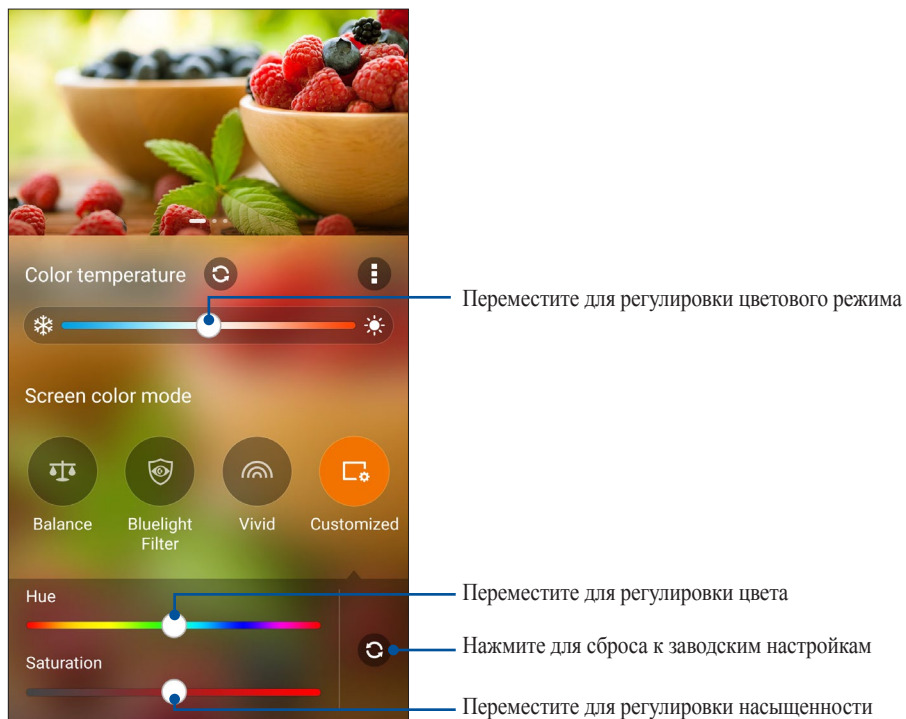 Color temperature
Переместите для регулировки цветового режима
Screen color mode
Balance
Bluelight
Filter
Vivid
Customized
Hue
Переместите для регулировки цвета
Нажмите для сброса к заводским настройкам
Saturation
Переместите для регулировки насыщенности